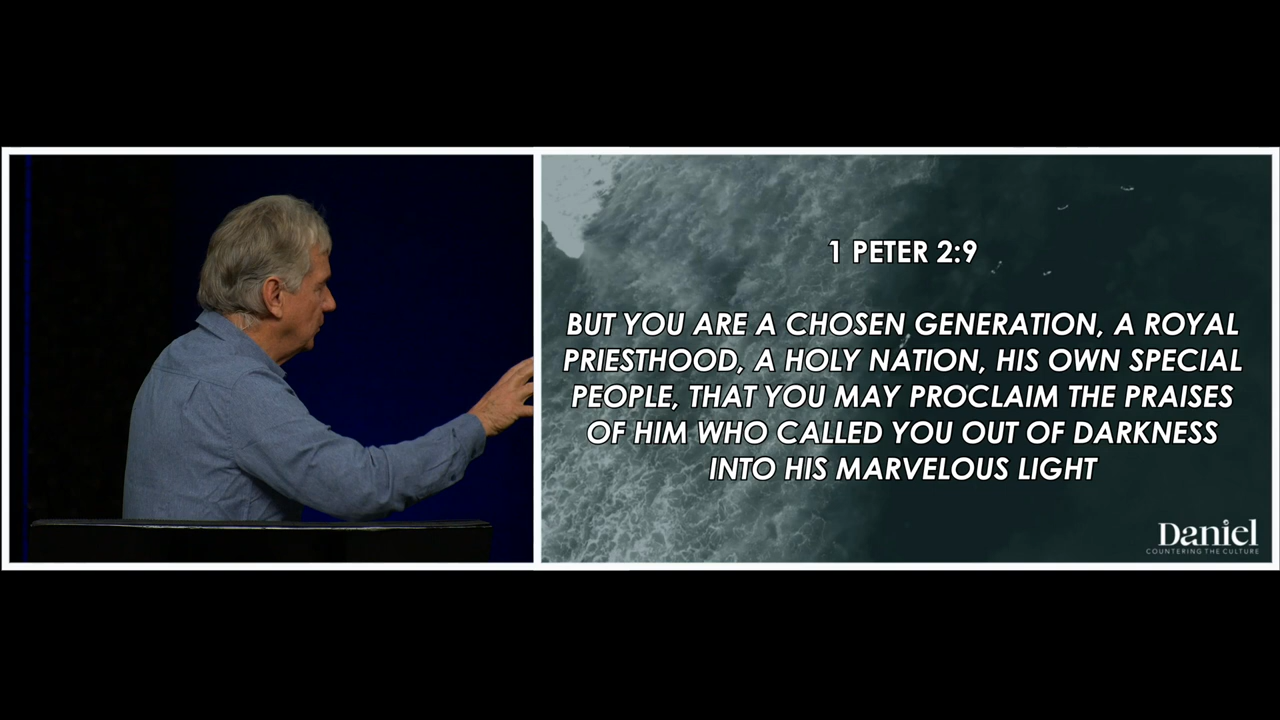 1 PETER 2:9
BUT YOU ARE A CHOSEN GENERATION, A ROYAL
PRIESTHOOD, A HOLY NATION, HIS OWN SPECIAL
PEOPLE, THAT YOU MAY PROCLAIM THE PRAISES
OF HIM WHO CALLED YOU OUT OF DARKNESS
INTO HIS MARVELOUS LIGHT
Daniel
COUNTERING THE CULTURE